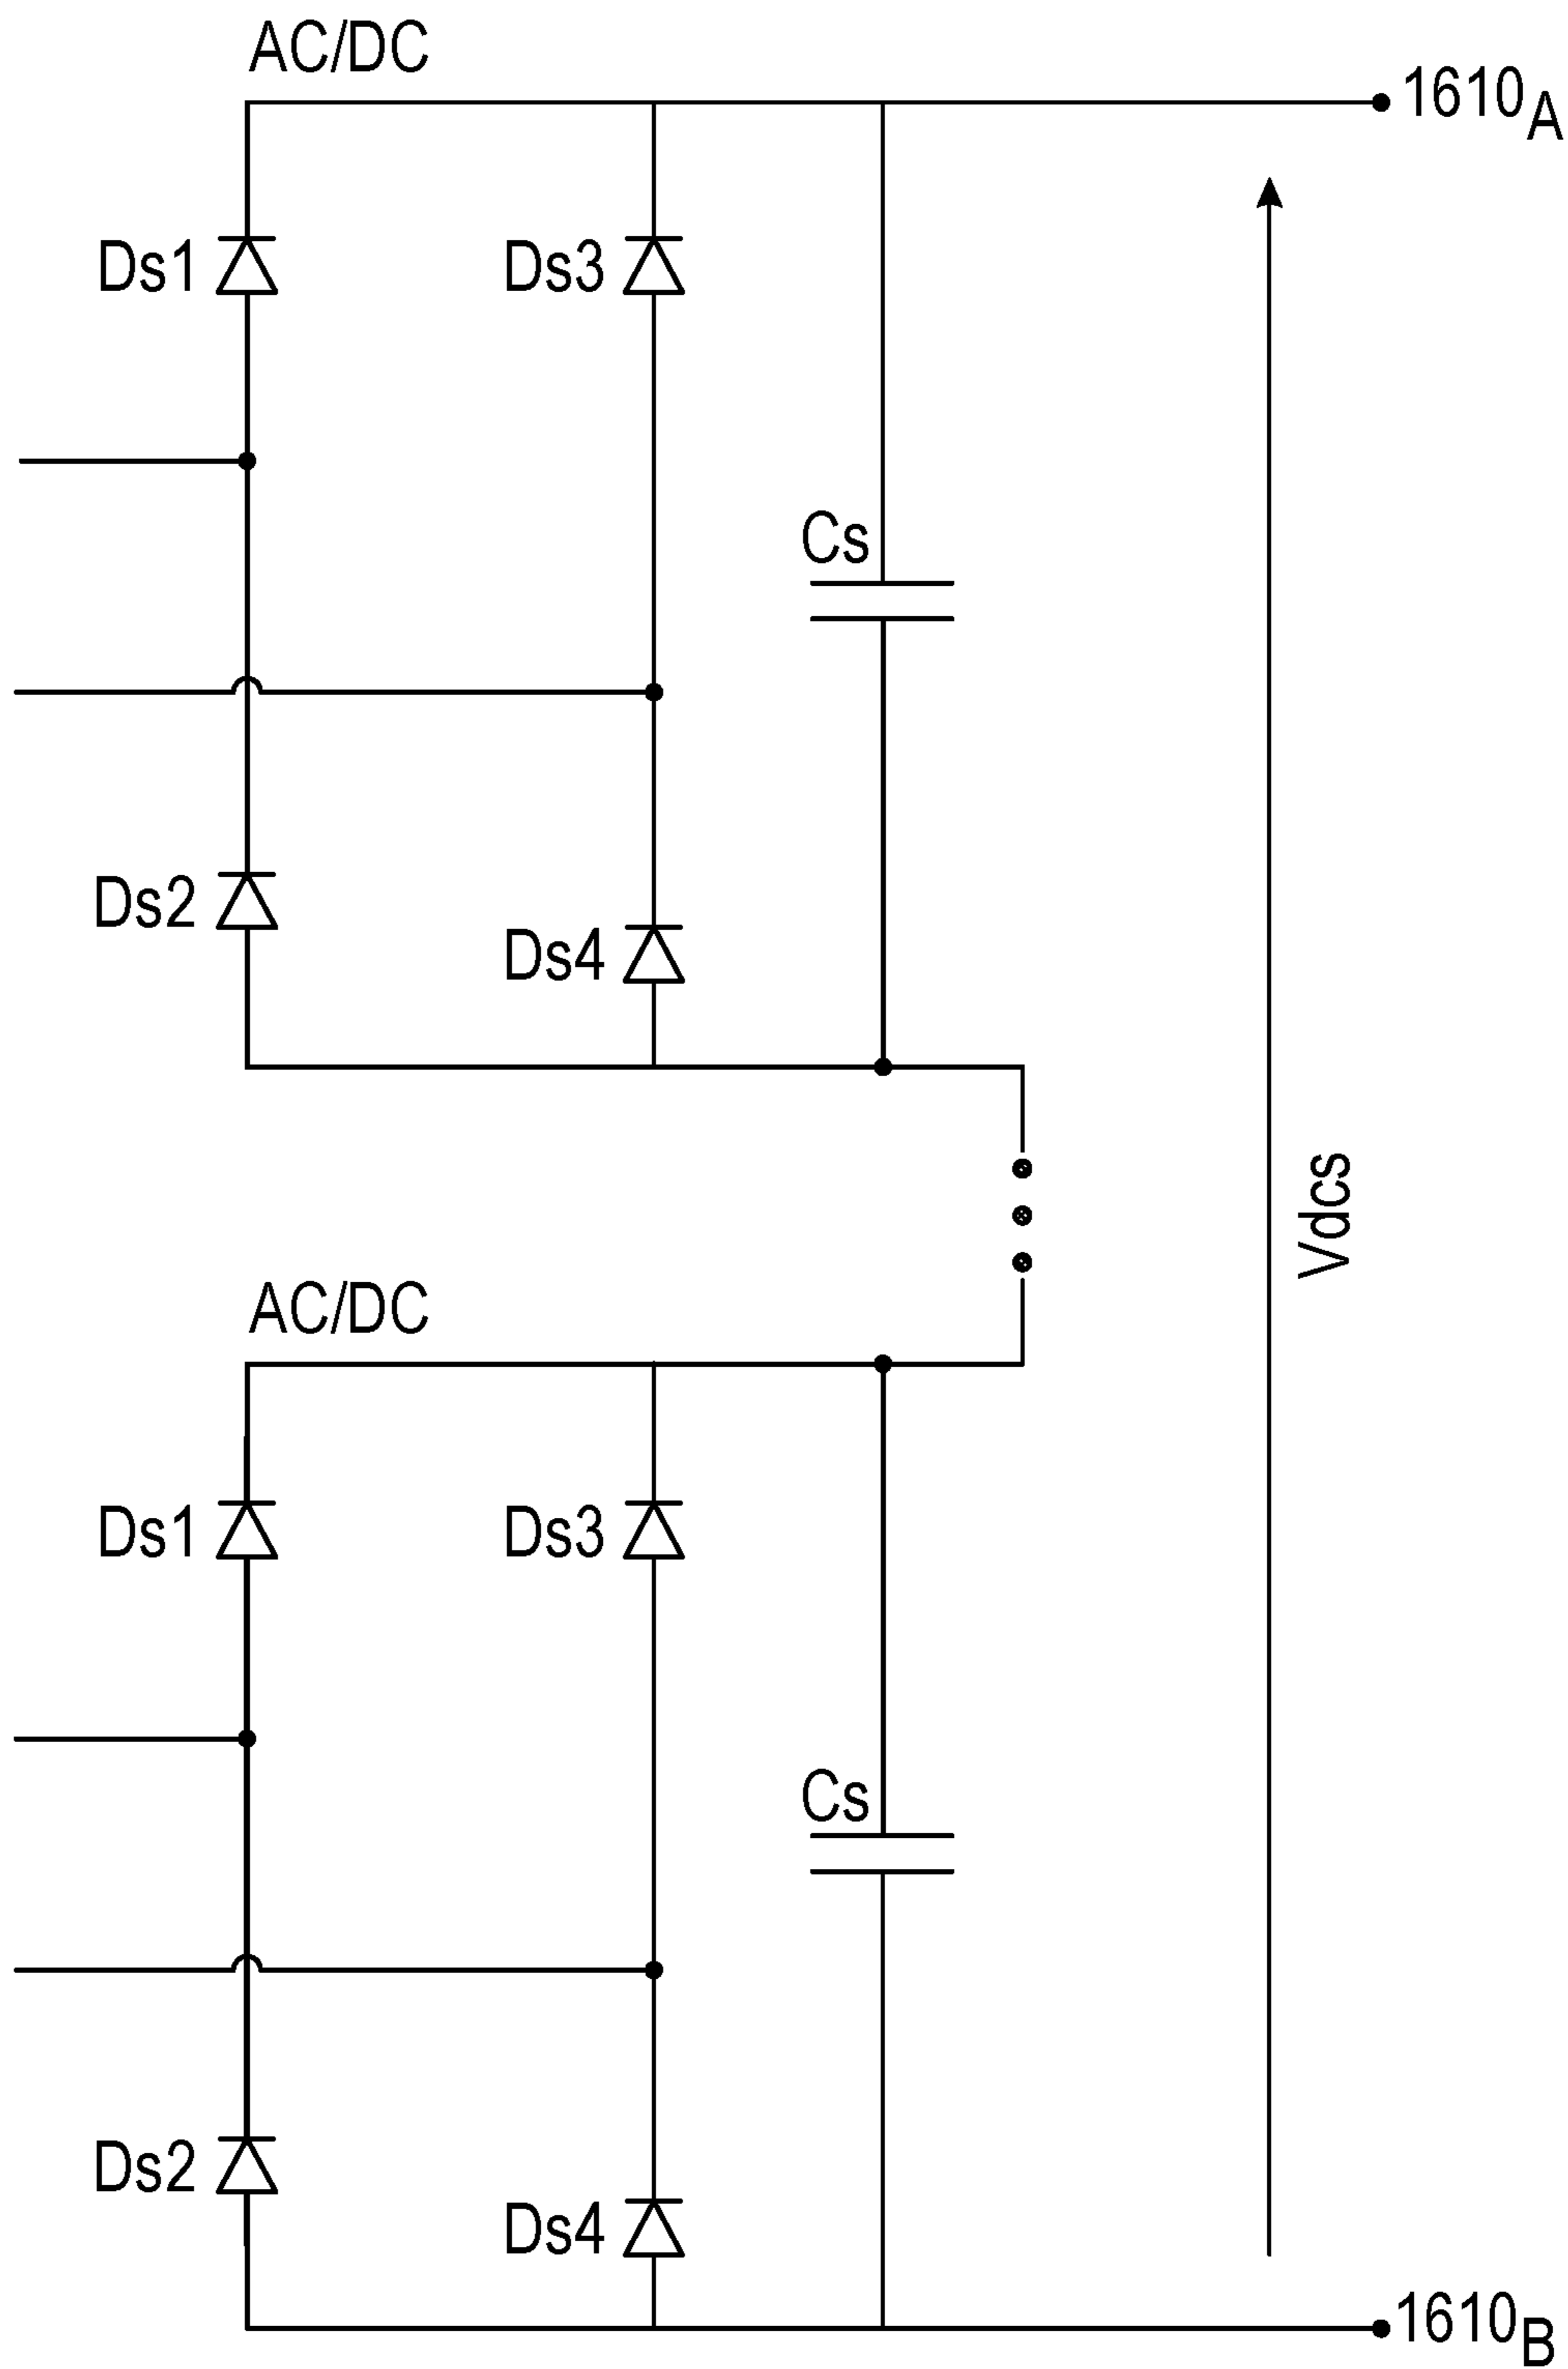 AC/DC
1610A
Ds1
Ds3
Cs
Ds2
Ds4
Vdcs
AC/DC
Ds1
Ds3
Cs
Ds2
Ds4
1610B